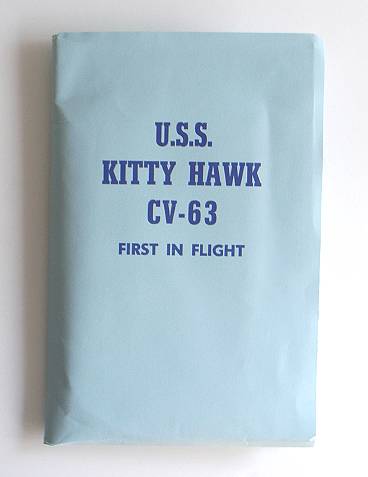 U.S.S.
KITTY HAWK
CV-63
FIRST IN FLIGHT